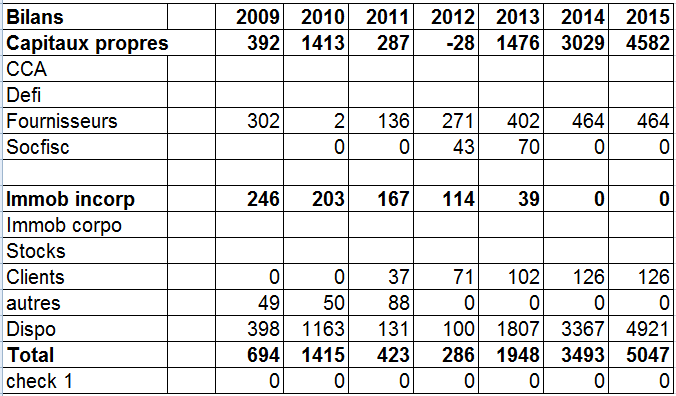 Bilans 2009 2010 2011 2012 2013 2014 2015
Capitaux propres 392 1413 287 -28 1476 3029 4582
CCA
Defi
Fournisseurs 302 2 136 271 402 464 464
Socfisc 0 0 43 70 0 0
Immob incorp 246 203 167 114 39 0 0
Immob corpo
Stocks
Clients 0 0 37 71 102 126 126
autres 49 50 88 0 0 0 0
Dispo 398 1163 131 100 1807 3367 4921
Total 694 1415 423 286 1948 3493 5047
check 1 0 0 0 0 0 0 0